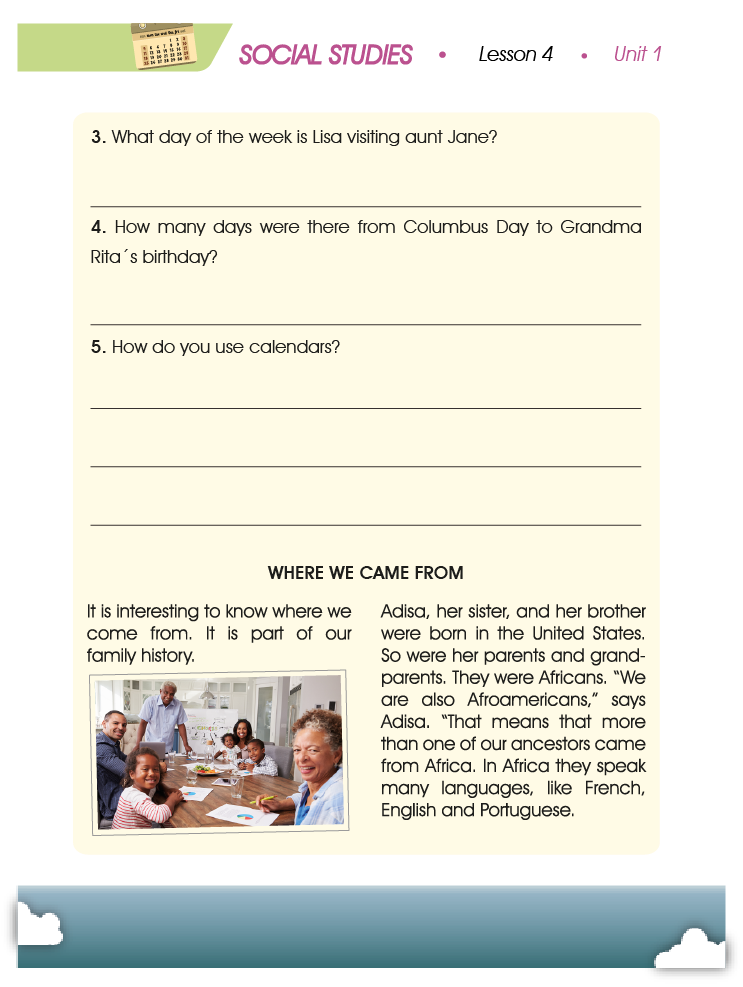 SOCIAL STUDIES • Lesson 4 • Unit 1
3. What day of the week is Lisa visiting aunt Jane?
4. How many days were there from Columbus Day to Grandma
Rita´s birthday?
5. How do you use calendars?
WHERE WE CAME FROM
It is interesting to know where we
come from. It is part of our
family history.
Adisa, her sister, and her brother
were born in the United States.
So were her parents and grand-
parents. They were Africans. “We
are also Afroamericans,” says
Adisa. “That means that more
than one of our ancestors came
from Africa. In Africa they speak
many languages, like French,
English and Portuguese.